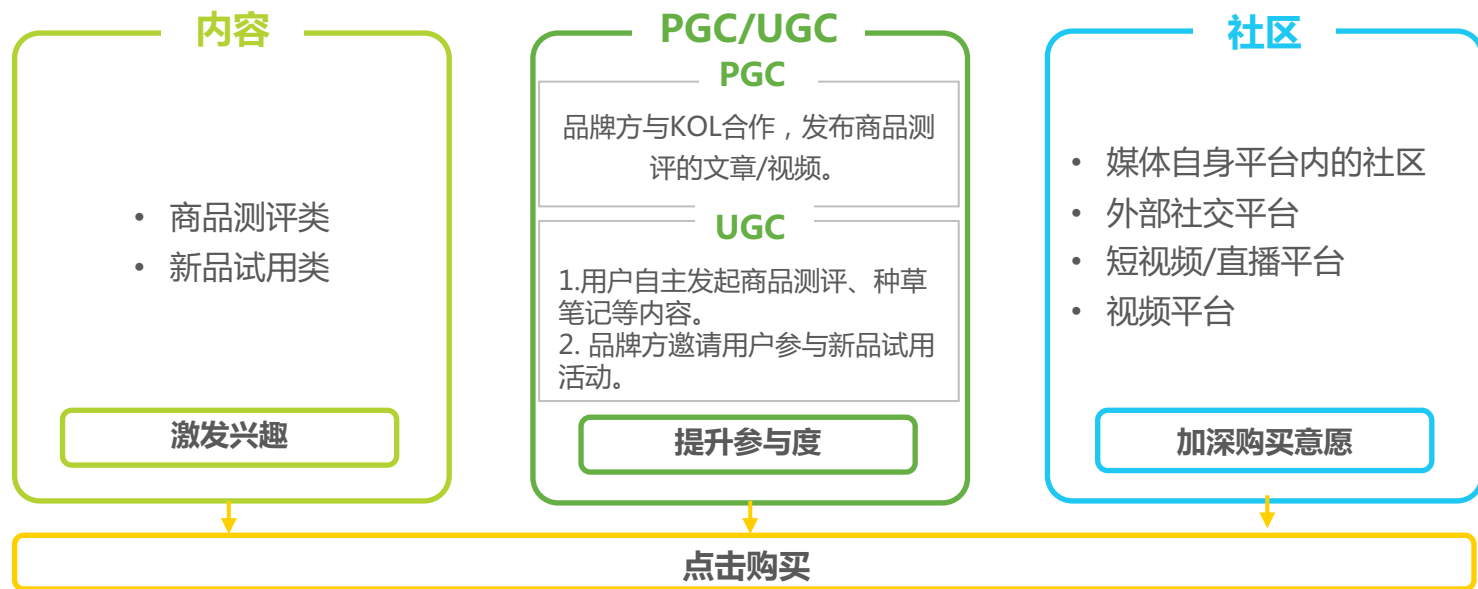 内容
• 商品测评类
• 新品试用类
激发兴趣
PGC/UGC
PGC
品牌方与KOL合作，发布商品测
评的文章/视频。
UGC
1.用户自主发起商品测评、种草
笔记等内容。
2. 品牌方邀请用户参与新品试用
活动。
提升参与度
社区
• 媒体自身平台内的社区
• 外部社交平台
• 短视频/直播平台
• 视频平台
加深购买意愿
点击购买